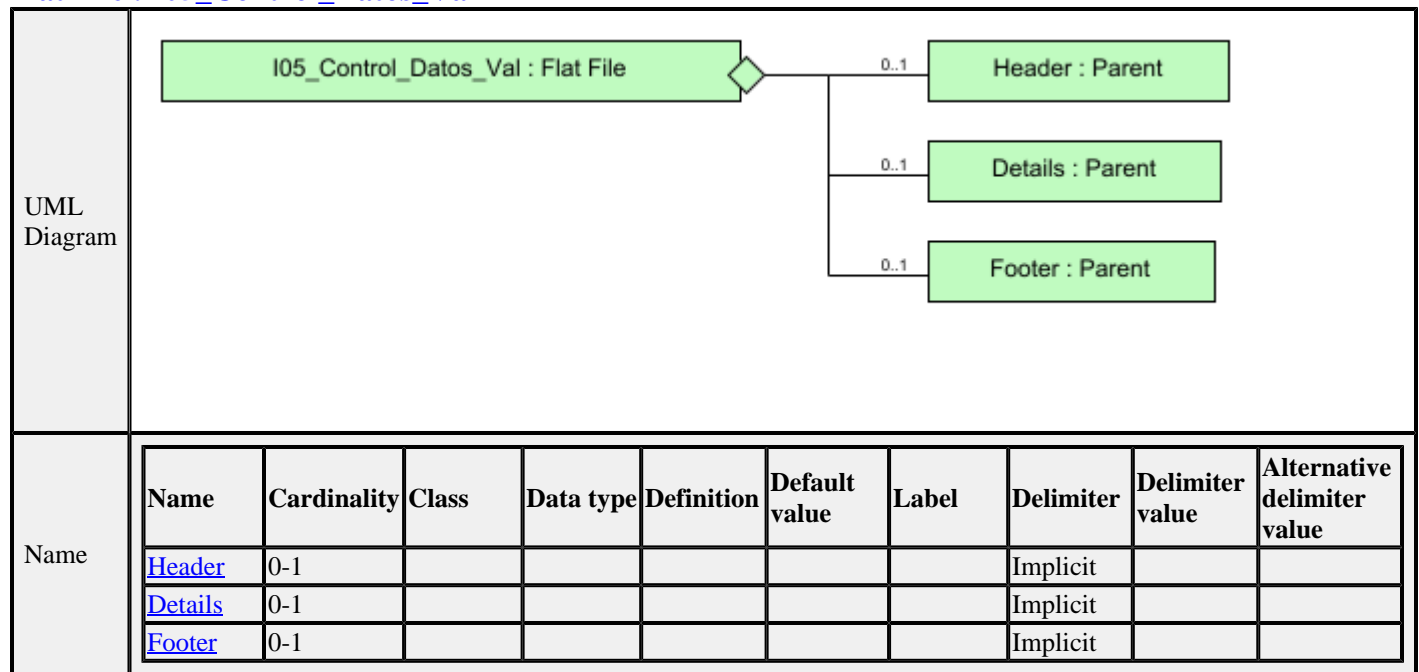 I05_Control_Datos_Val : Flat File
0..1
Header : Parent
0..1
Details : Parent
0..1
Footer : Parent
UML
Diagram
Name
Name Cardinality Class Data type Definition Default value Label Delimiter Delimiter value Alternative delimiter value
Header 0-1 Implicit
Details 0-1 Implicit
Footer 0-1 Implicit